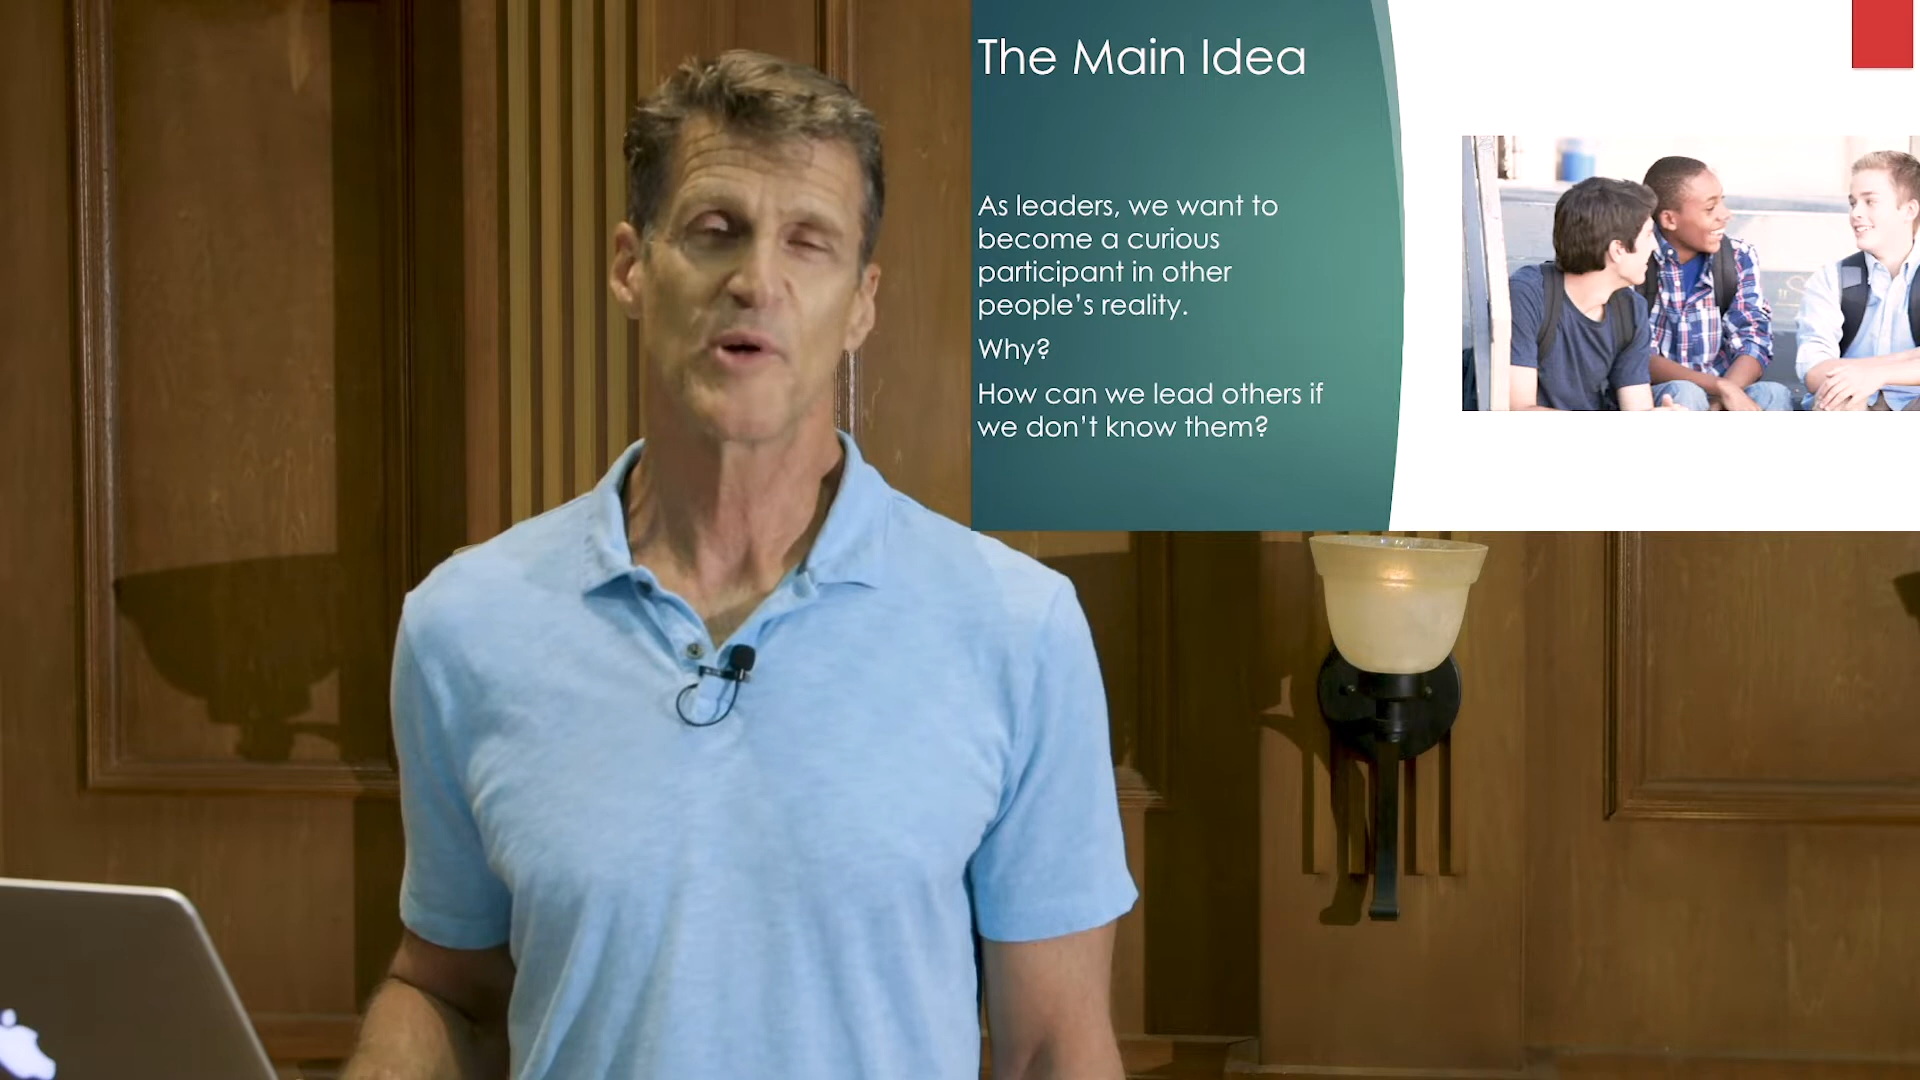 The Main Idea
As leaders, we want to
become a curious
participant in other
people's reality.
Why?
How can we lead others if
we don't know them?